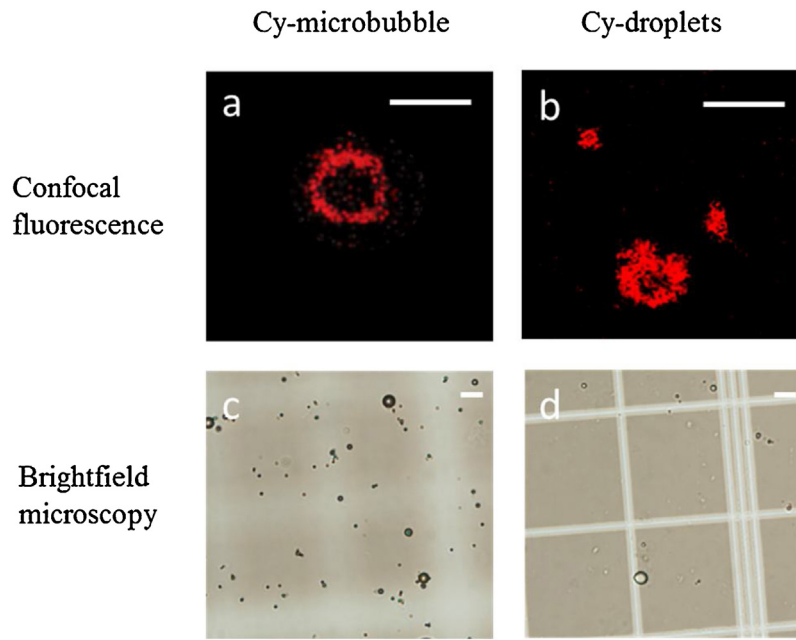 Cy-microbubble
Cy-droplets
a
b
Confocal
fluorescence
c
d
Brightfield
microscopy